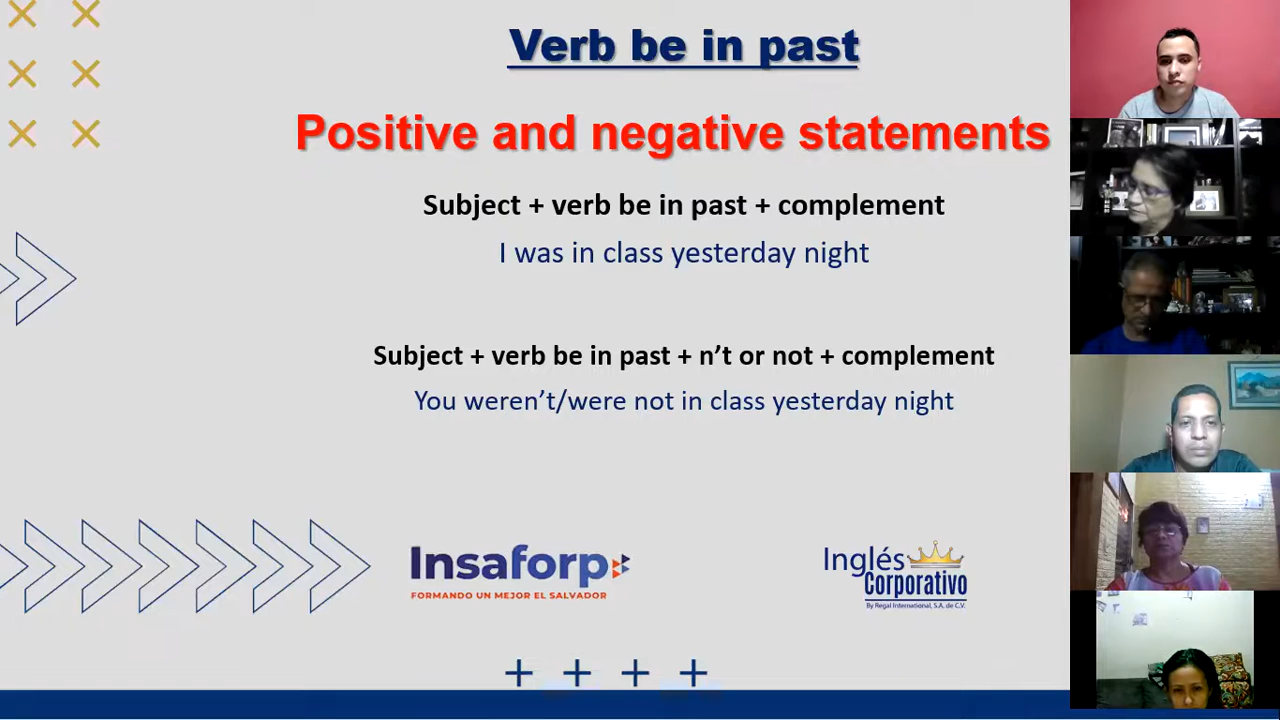 Verb be in past
Positive and negative statements
Subject + verb be in past + complement
I was in class yesterday night
Subject + verb be in past + n’t or not + complement
You weren’t/were not in class yesterday night
Insaforp
FORMANDO UN MEJOR EL SALVADOR
Inglés
Corporativo
By Regal International, S.A. de C.V.